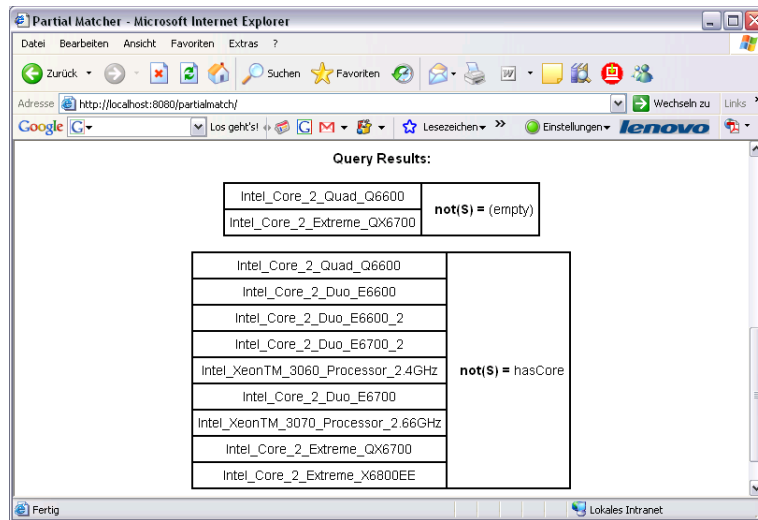 Partial Matcher - Microsoft Internet Explorer
Datei Bearbeiten Ansicht Favoriten Extras ?
Zurück Suchen Favoriten
Adresse http://localhost:8080/partialmatch/ Wechseln zu Links
Google G Los geht's! Lesezeichen Einstellungen lenovo
Query Results:
Intel_Core_2_Quad_Q6600
not(S) = (empty)
Intel_Core_2_Extreme_QX6700
Intel_Core_2_Quad_Q6600
Intel_Core_2_Duo_E6600
Intel_Core_2_Duo_E6600_2
Intel_Core_2_Duo_E6700_2
Intel_XeonTM_3060_Processor_2.4GHz not(S) = hasCore
Intel_Core_2_Duo_E6700
Intel_XeonTM_3070_Processor_2.66GHz
Intel_Core_2_Extreme_QX6700
Intel_Core_2_Extreme_X6800EE
Fertig Lokales Intranet